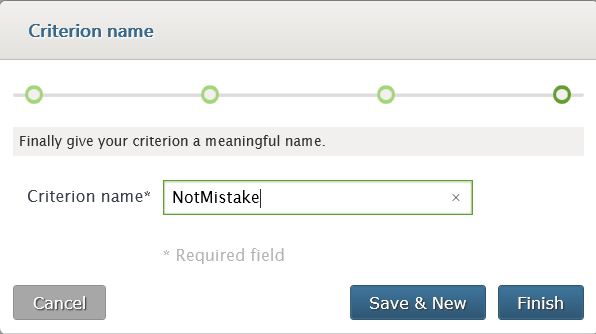 Criterion name
Finally give your criterion a meaningful name.
Criterion name* NotMistake ×
* Required field
Cancel Save & New Finish